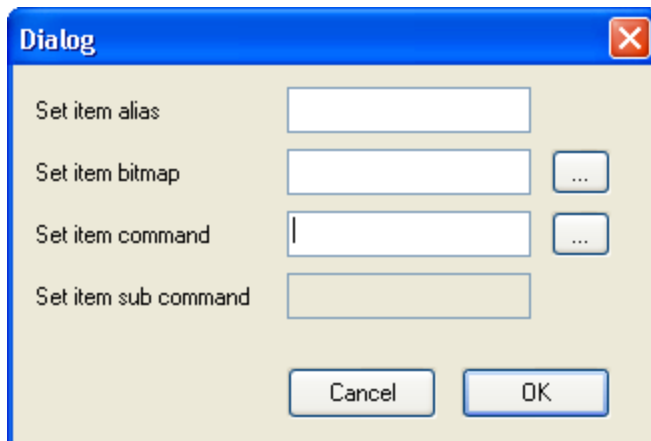 Dialog
Set item alias
Set item bitmap ...
Set item command ...
Set item sub command
Cancel OK